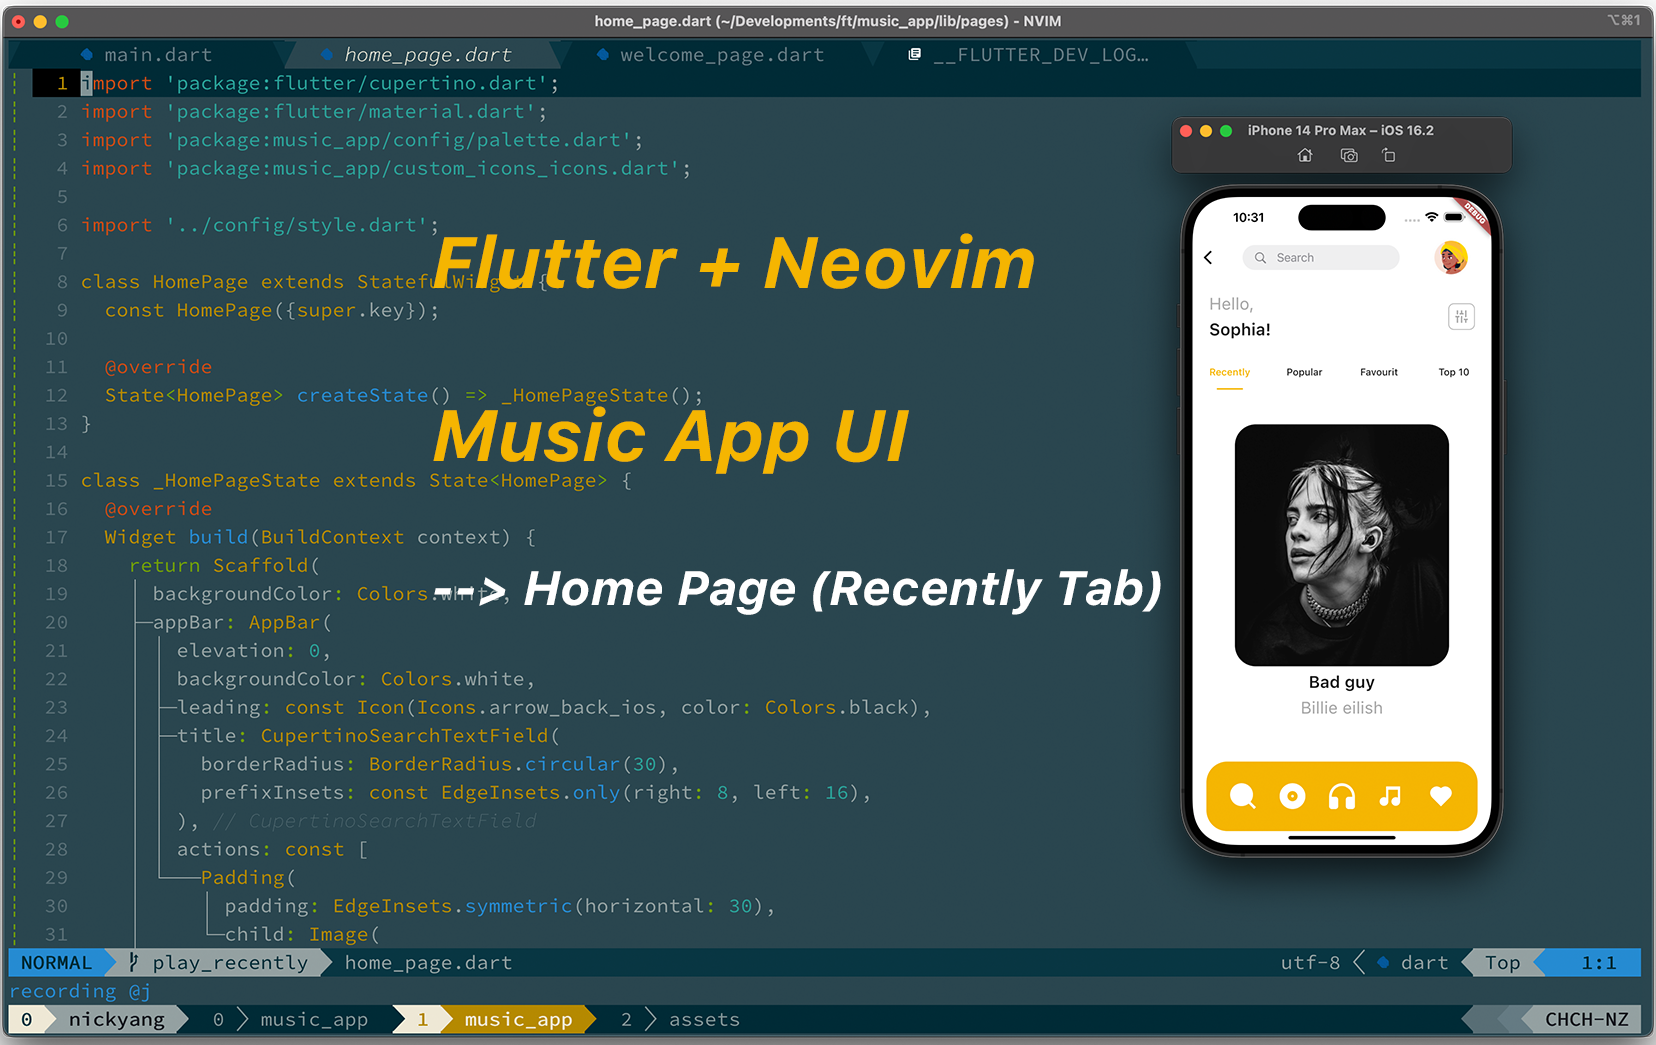 home_page.dart (~/Developments/ft/music_app/lib/pages) - NVIM
⌥⌘1
main.dart
home_page.dart
welcome_page.dart
__FLUTTER_DEV_LOG…
1 import 'package:flutter/cupertino.dart';
2 import 'package:flutter/material.dart';
3 import 'package:music_app/config/palette.dart';
4 import 'package:music_app/custom_icons_icons.dart';
5
6 import '../config/style.dart';
7
8 class HomePage extends StatefulWidget {
9 const HomePage({super.key});
10
11 @override
12 State<HomePage> createState() => _HomePageState();
13 }
14
15 class _HomePageState extends State<HomePage> {
16 @override
17 Widget build(BuildContext context) {
18 return Scaffold(
19 backgroundColor: Colors.white,
20 appBar: AppBar(
21 elevation: 0,
22 backgroundColor: Colors.white,
23 leading: const Icon(Icons.arrow_back_ios, color: Colors.black),
24 title: CupertinoSearchTextField(
25 borderRadius: BorderRadius.circular(30),
26 prefixInsets: const EdgeInsets.only(right: 8, left: 16),
27 ), // CupertinoSearchTextField
28 actions: const [
29 Padding(
30 padding: EdgeInsets.symmetric(horizontal: 30),
31 child: Image(
Flutter + Neovim
Music App UI
--> Home Page (Recently Tab)
iPhone 14 Pro Max – iOS 16.2
10:31
DEBUG
Search
Hello,
Sophia!
Recently Popular Favourit Top 10
Bad guy
Billie eilish
NORMAL play_recently home_page.dart utf-8 dart Top 1:1
recording @j
0 nickyang 0 music_app 1 music_app 2 assets CHCH-NZ